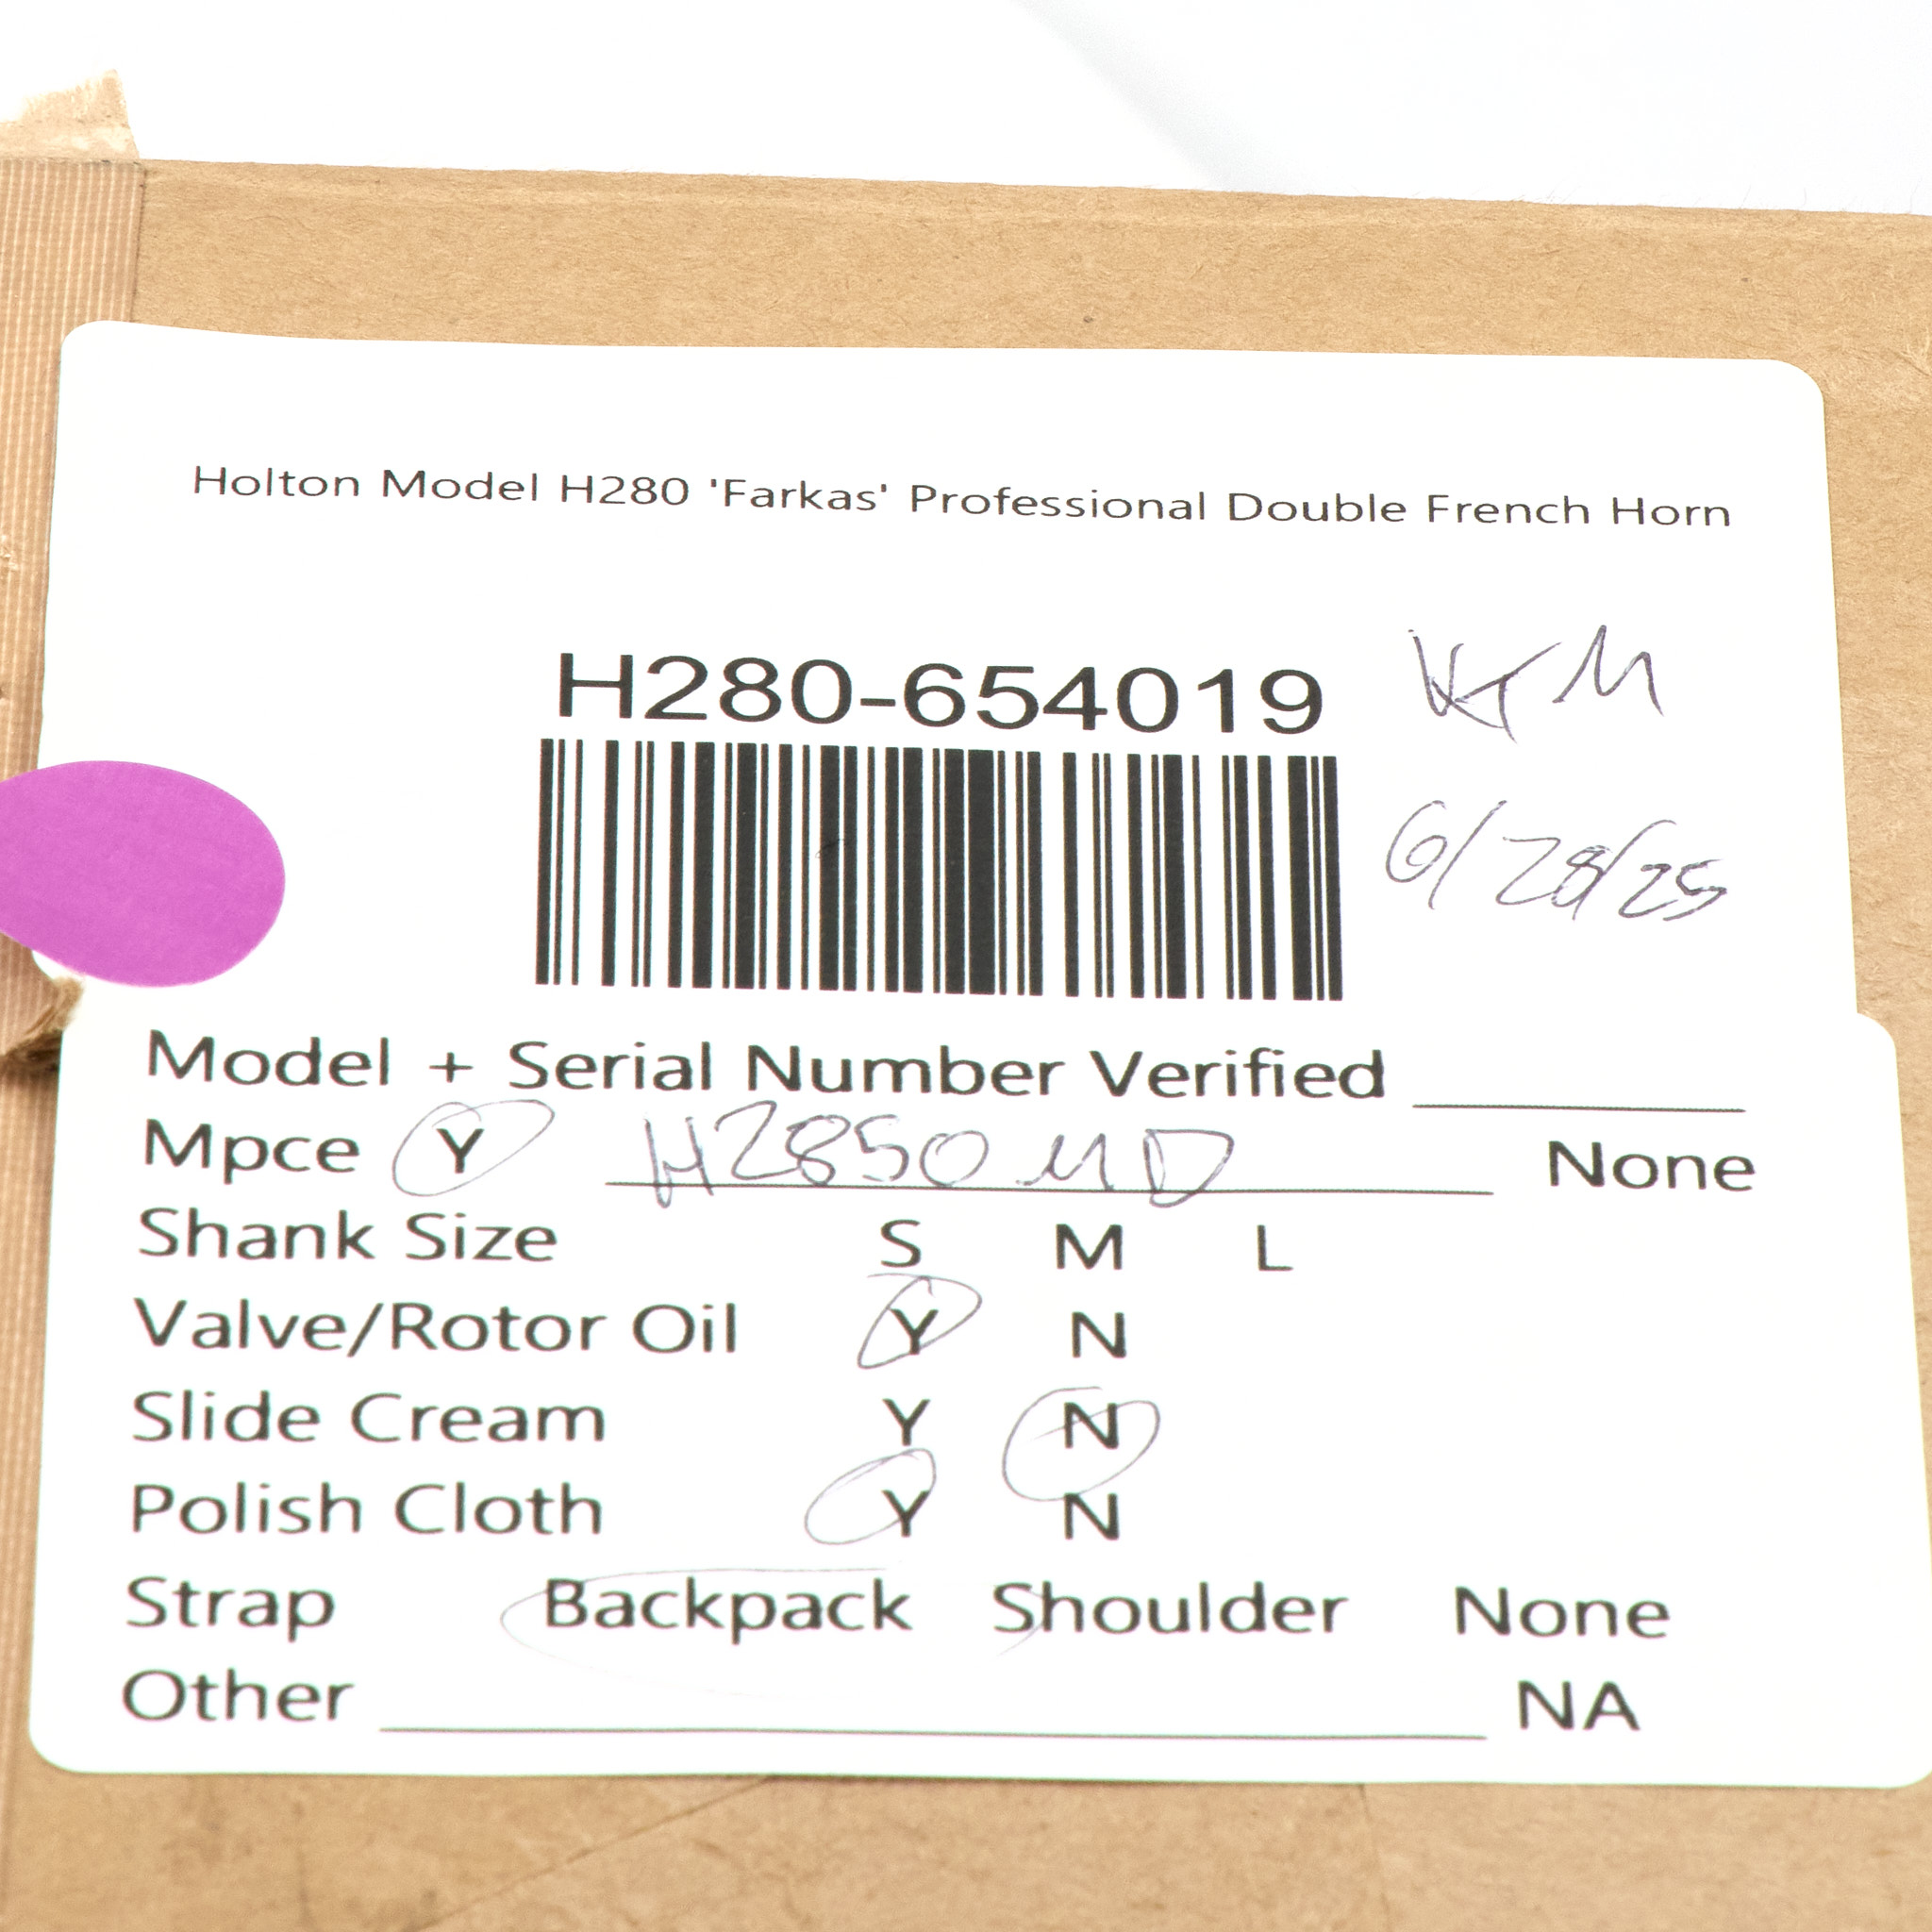 Holton Model H280 'Farkas' Professional Double French Horn
H280-654019
KTM
6/28/25
Model + Serial Number Verified
Mpce Y H2850MD None
Shank Size S M L
Valve/Rotor Oil Y N
Slide Cream Y N
Polish Cloth Y N
Strap Backpack Shoulder None
Other NA